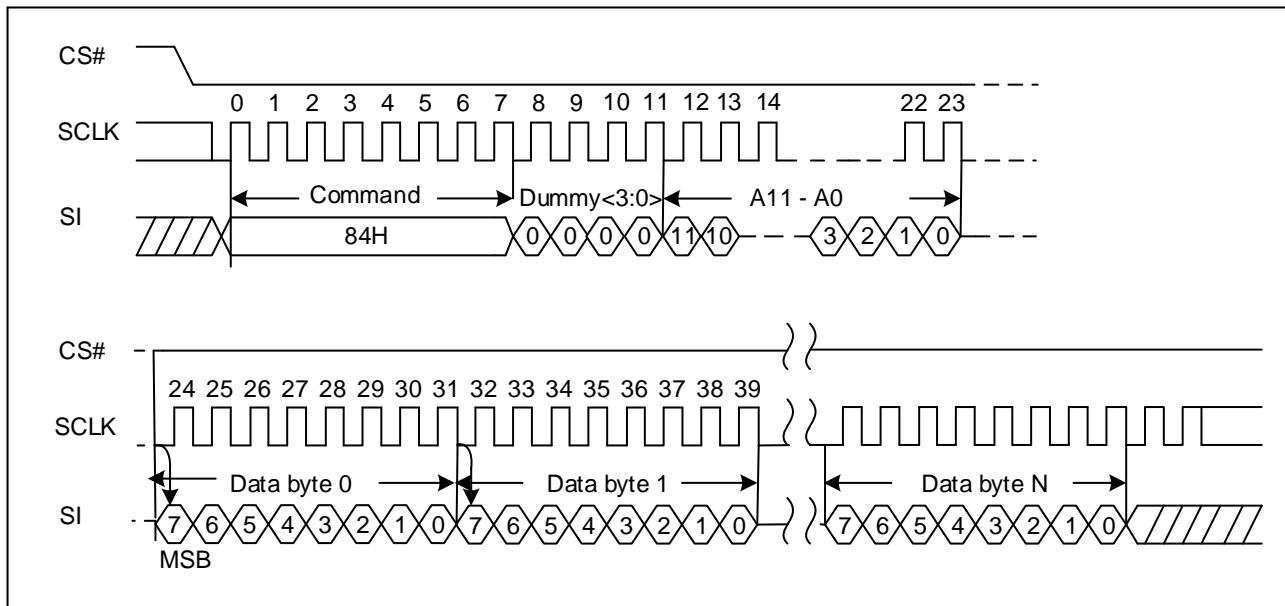 CS#
0 1 2 3 4 5 6 7 8 9 10 11 12 13 14 22 23
SCLK
Command Dummy<3:0> A11 - A0
SI
84H 0 0 0 0 11 10 3 2 1 0
CS#
24 25 26 27 28 29 30 31 32 33 34 35 36 37 38 39
SCLK
Data byte 0 Data byte 1 Data byte N
SI
7 6 5 4 3 2 1 0 7 6 5 4 3 2 1 0 7 6 5 4 3 2 1 0
MSB